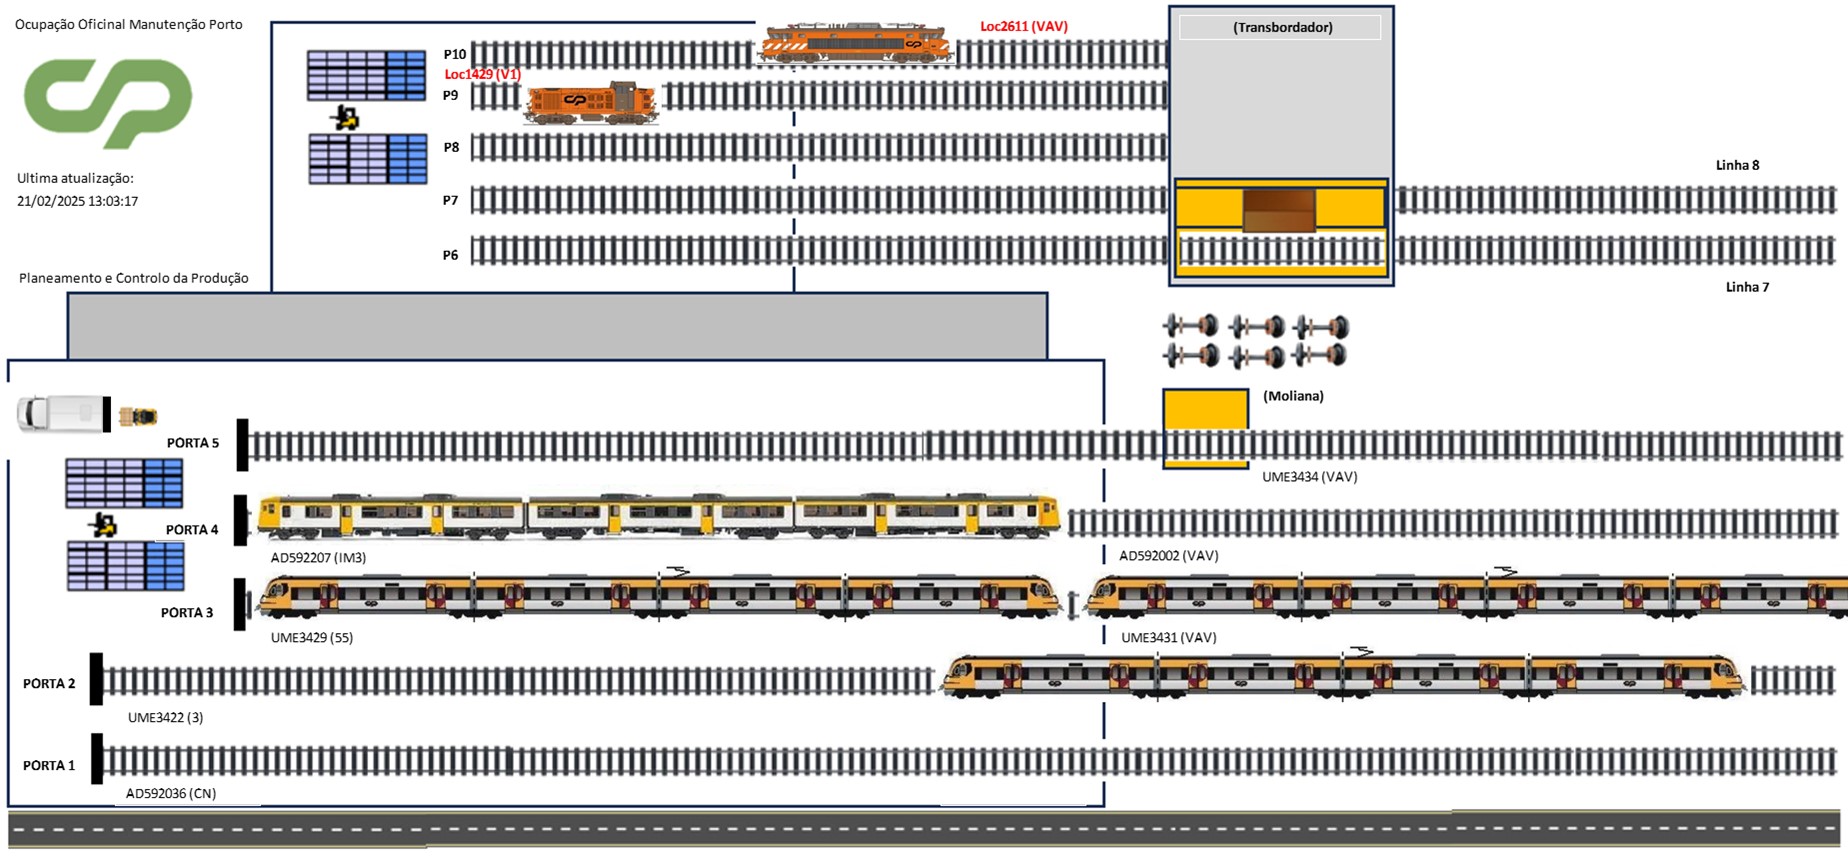 Ocupação Oficinal Manutenção Porto
Loc2611 (VAV)
(Transbordador)
P10
Loc1429 (V1)
P9
P8
Linha 8
Ultima atualização:
21/02/2025 13:03:17
P7
P6
Planeamento e Controlo da Produção
Linha 7
(Moliana)
PORTA 5
UME3434 (VAV)
PORTA 4
AD592207 (IM3)
AD592002 (VAV)
PORTA 3
UME3429 (55)
UME3431 (VAV)
PORTA 2
UME3422 (3)
PORTA 1
AD592036 (CN)